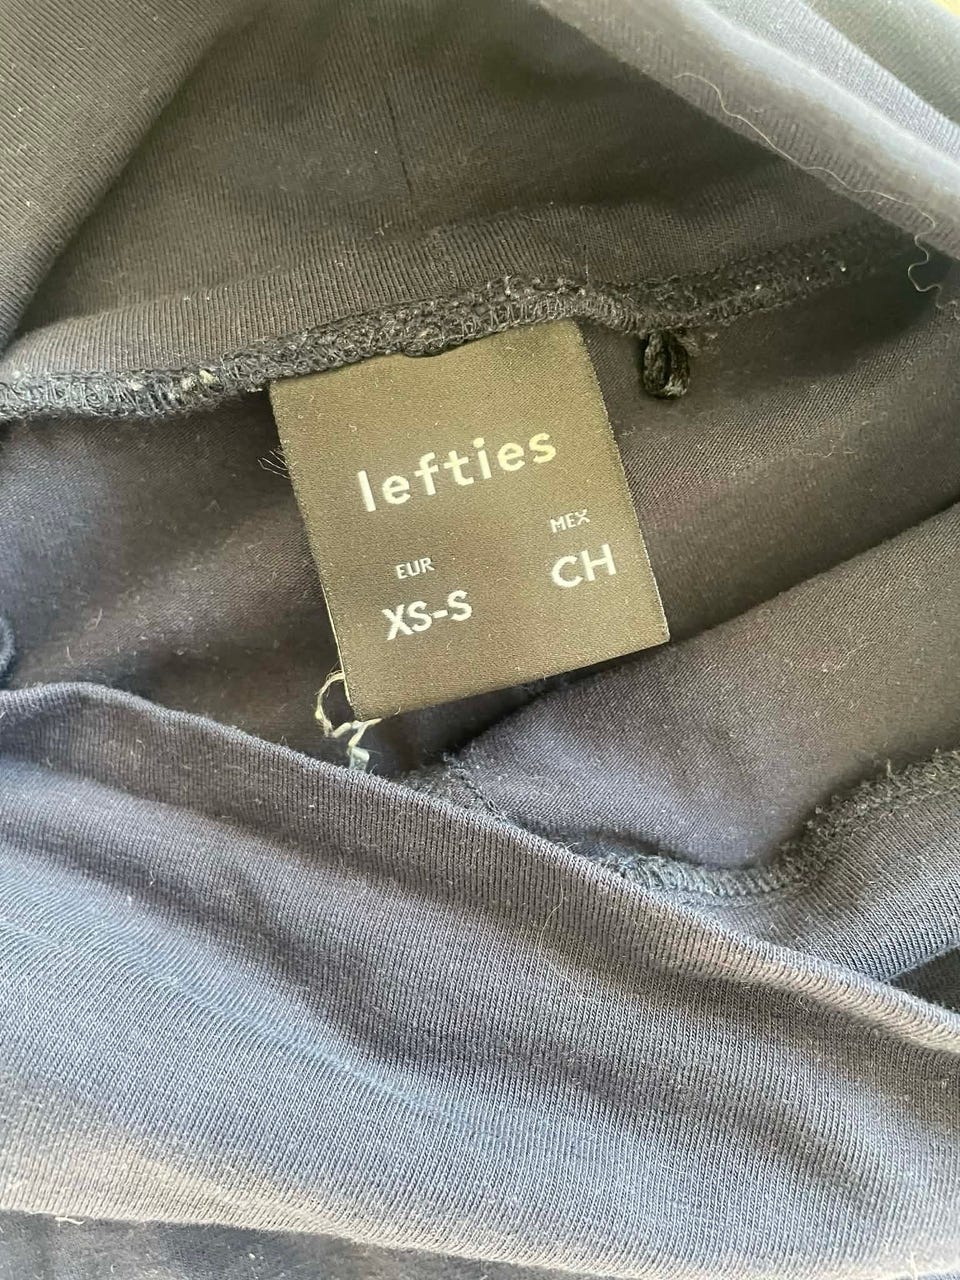 lefties
EUR MEX
XS-S CH